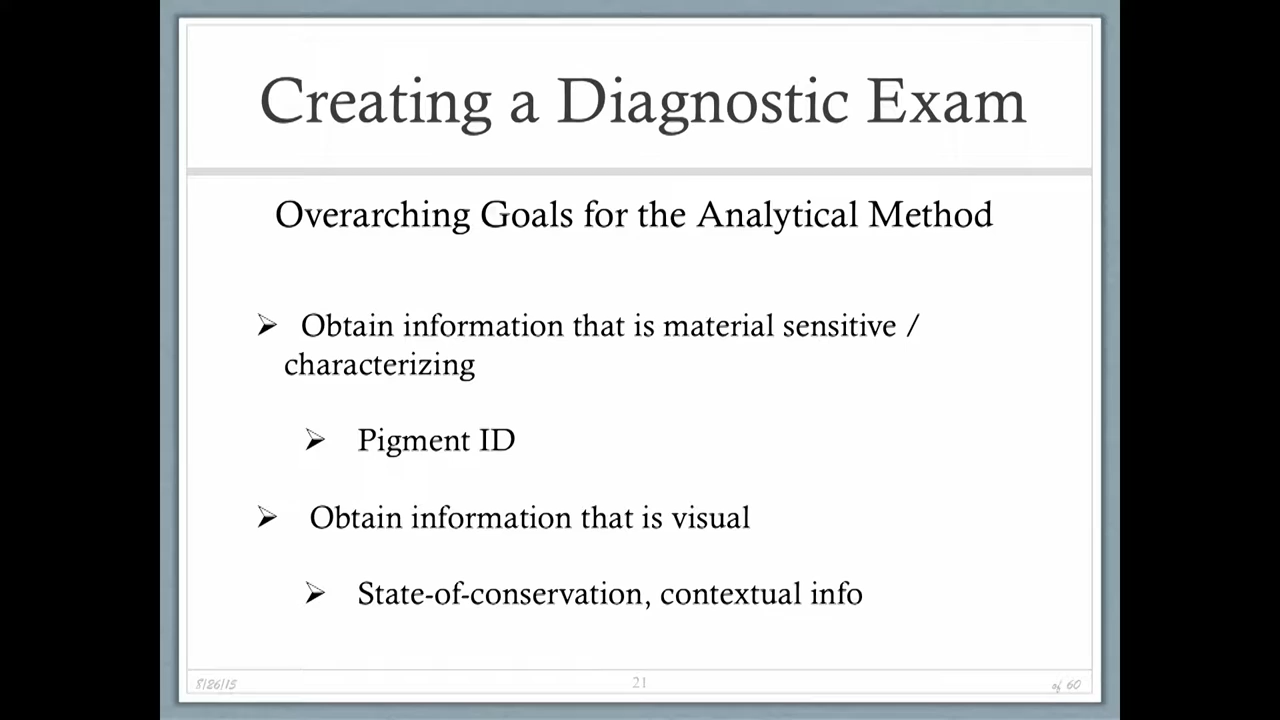 Creating a Diagnostic Exam
Overarching Goals for the Analytical Method
➢ Obtain information that is material sensitive /
characterizing
➢ Pigment ID
➢ Obtain information that is visual
➢ State-of-conservation, contextual info
8/26/15
21
of 60